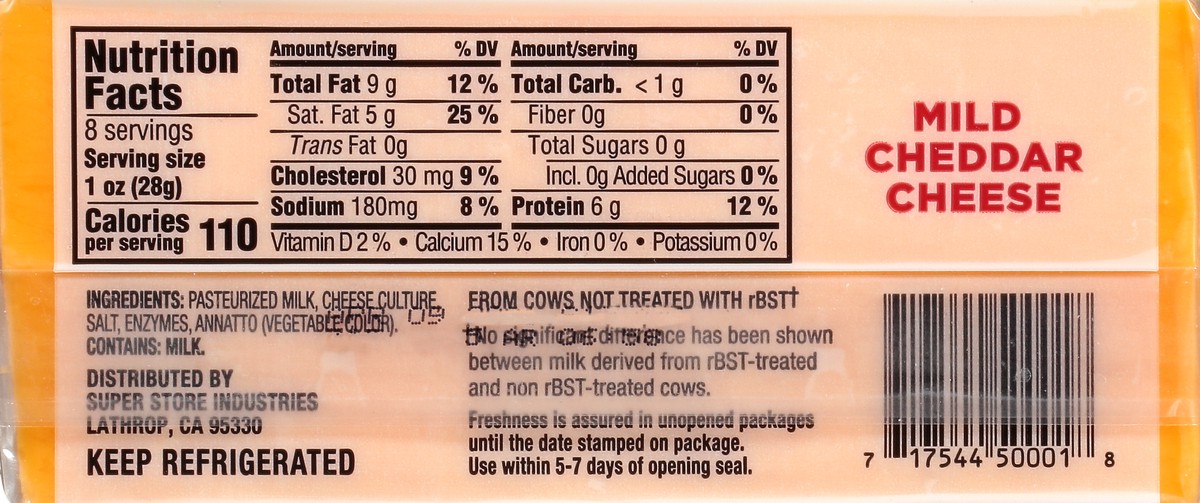 Nutrition
Facts
8 servings
Serving size
1 oz (28g)
Calories
per serving 110
Amount/serving % DV
Total Fat 9 g 12 %
Sat. Fat 5 g 25 %
Trans Fat 0g
Cholesterol 30 mg 9 %
Sodium 180mg 8 %
Amount/serving % DV
Total Carb. < 1 g 0 %
Fiber 0g 0 %
Total Sugars 0 g
Incl. 0g Added Sugars 0 %
Protein 6 g 12 %
Vitamin D 2 % • Calcium 15 % • Iron 0 % • Potassium 0 %
MILD
CHEDDAR
CHEESE
INGREDIENTS: PASTEURIZED MILK, CHEESE CULTURE,
SALT, ENZYMES, ANNATTO (VEGETABLE COLOR).
CONTAINS: MILK.
DISTRIBUTED BY
SUPER STORE INDUSTRIES
LATHROP, CA 95330
KEEP REFRIGERATED
FROM COWS NOT TREATED WITH rBST†
†No significant difference has been shown
between milk derived from rBST-treated
and non rBST-treated cows.
Freshness is assured in unopened packages
until the date stamped on package.
Use within 5-7 days of opening seal.
7 17544 50001 8